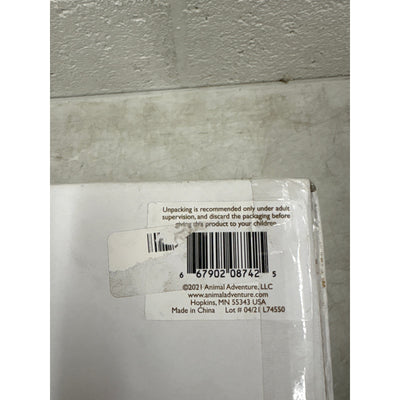 Unpacking is recommended only under adult
supervision, and discard the packaging before
giving this product to your children
6 67902 08742 5
©2021 Animal Adventure, LLC
www.animaladventure.com
Hopkins, MN 55343 USA
Made in China Lot # 04/21 L74550